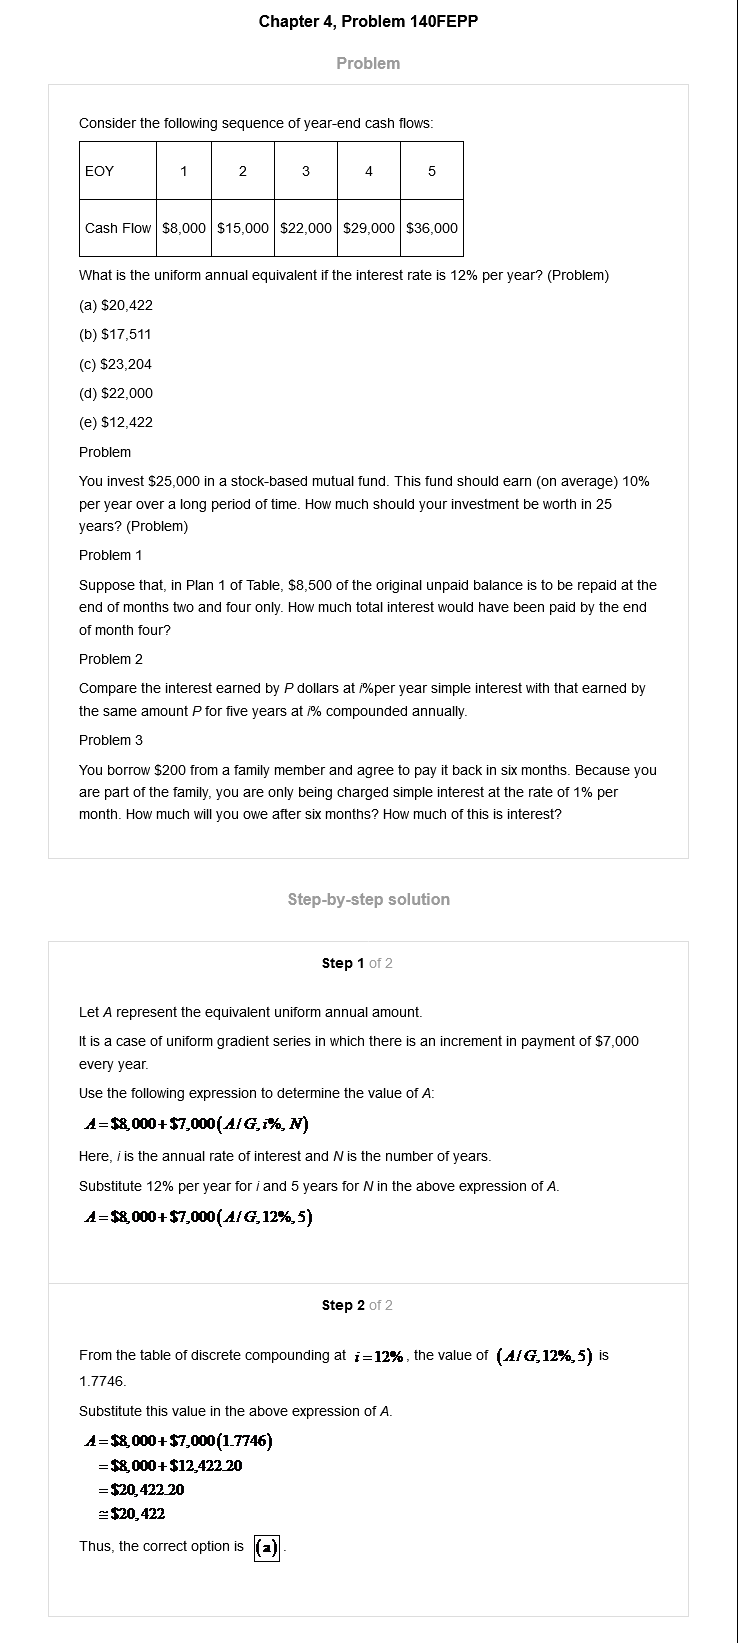 Chapter 4, Problem 140FEPP
Problem
Consider the following sequence of year-end cash flows:
EOY 1 2 3 4 5
Cash Flow $8,000 $15,000 $22,000 $29,000 $36,000
What is the uniform annual equivalent if the interest rate is 12% per year? (Problem)
(a) $20,422
(b) $17,511
(c) $23,204
(d) $22,000
(e) $12,422
Problem
You invest $25,000 in a stock-based mutual fund. This fund should earn (on average) 10%
per year over a long period of time. How much should your investment be worth in 25
years? (Problem)
Problem 1
Suppose that, in Plan 1 of Table, $8,500 of the original unpaid balance is to be repaid at the
end of months two and four only. How much total interest would have been paid by the end
of month four?
Problem 2
Compare the interest earned by P dollars at i%per year simple interest with that earned by
the same amount P for five years at i% compounded annually.
Problem 3
You borrow $200 from a family member and agree to pay it back in six months. Because you
are part of the family, you are only being charged simple interest at the rate of 1% per
month. How much will you owe after six months? How much of this is interest?
Step-by-step solution
Step 1 of 2
Let A represent the equivalent uniform annual amount.
It is a case of uniform gradient series in which there is an increment in payment of $7,000
every year.
Use the following expression to determine the value of A:
A = $8,000 + $7,000(A/G, i%, N)
Here, i is the annual rate of interest and N is the number of years.
Substitute 12% per year for i and 5 years for N in the above expression of A.
A = $8,000 + $7,000(A/G, 12%, 5)
Step 2 of 2
From the table of discrete compounding at i = 12%, the value of (A/G, 12%, 5) is
1.7746.
Substitute this value in the above expression of A.
A = $8,000 + $7,000(1.7746)
= $8,000 + $12,422.20
= $20,422.20
≅ $20,422
Thus, the correct option is (a).